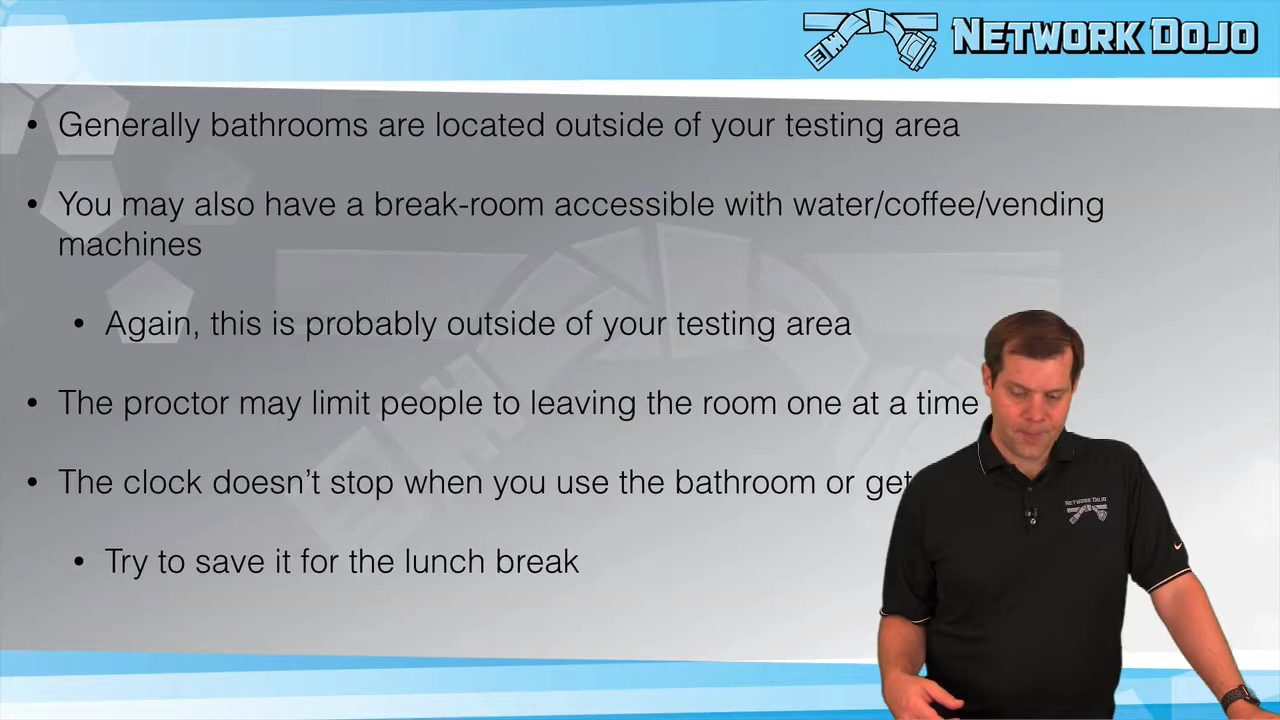 NETWORK DOJO
• Generally bathrooms are located outside of your testing area
• You may also have a break-room accessible with water/coffee/vending
machines
• Again, this is probably outside of your testing area
• The proctor may limit people to leaving the room one at a time
• The clock doesn’t stop when you use the bathroom or get
• Try to save it for the lunch break
NETWORK DOJO